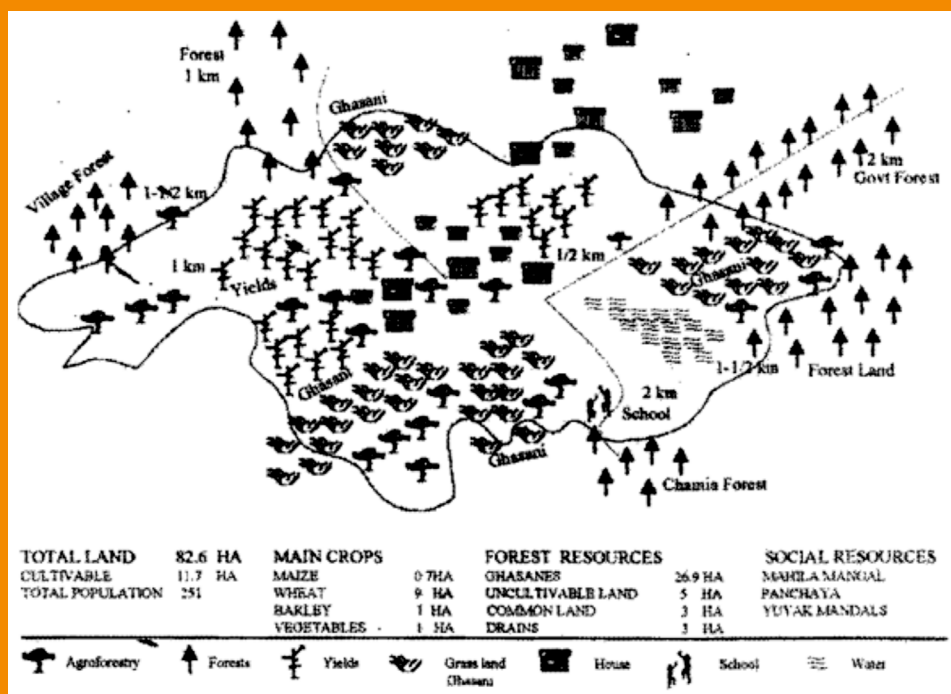 Forest
1 km
Ghasani
Village Forest
1-1/2 km
12 km
Govt Forest
1 km
Yields
1/2 km
Ghasani
Ghasani
1-1/2 km
Forest Land
2 km
School
Ghasani
Chamia Forest
TOTAL LAND 82.6 HA
CULTIVABLE 11.7 HA
TOTAL POPULATION 251
MAIN CROPS
MAIZE 0 7HA
WHEAT 9 HA
BARLEY 1 HA
VEGETABLES - 1 HA
FOREST RESOURCES
GHASANES 26.9 HA
UNCULTIVABLE LAND 5 HA
COMMON LAND 3 HA
DRAINS 3 HA
SOCIAL RESOURCES
MAHILA MANGAL
PANCHAYA
YUVAK MANDALS
Agroforestry
Forests
Yields
Grass land
Ghasani
House
School
Water